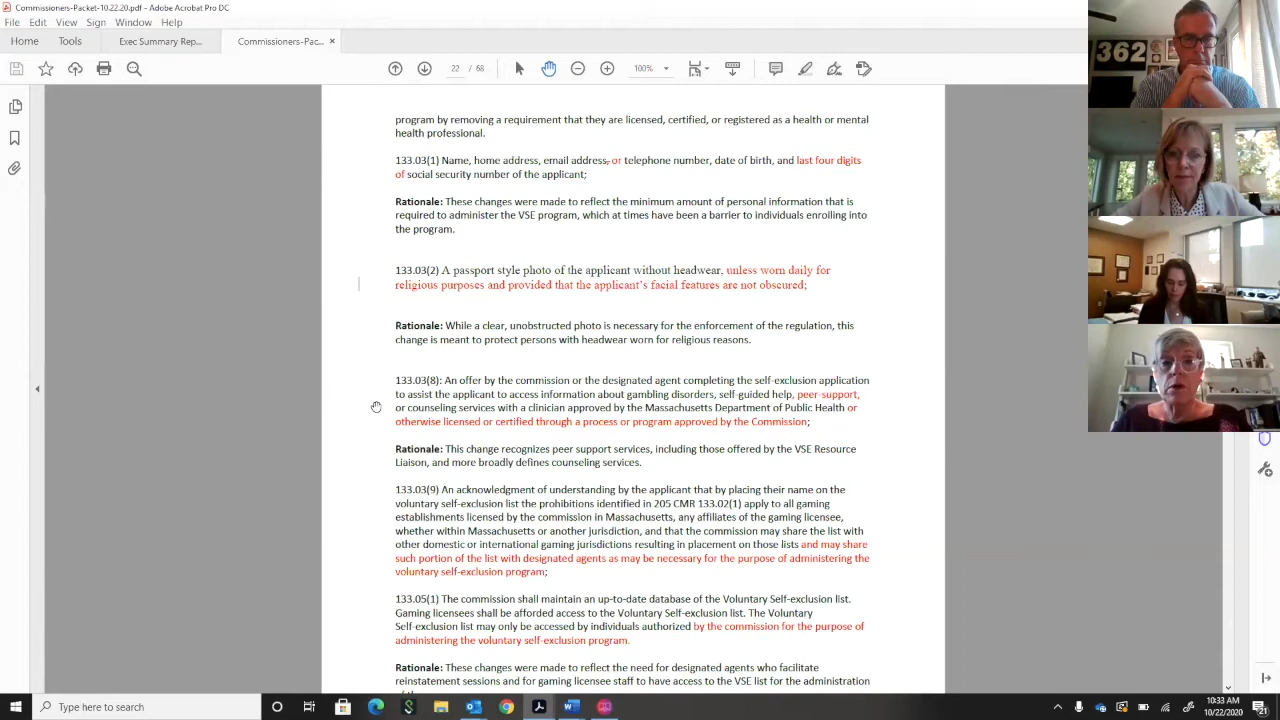 Commissioners-Packet-10.22.20.pdf - Adobe Acrobat Pro DC
File Edit View Sign Window Help
Home Tools Exec Summary Rep... Commissioners-Pac... ×
22 / 68 100%
program by removing a requirement that they are licensed, certified, or registered as a health or mental
health professional.
133.03(1) Name, home address, email address, or telephone number, date of birth, and last four digits
of social security number of the applicant;
Rationale: These changes were made to reflect the minimum amount of personal information that is
required to administer the VSE program, which at times have been a barrier to individuals enrolling into
the program.
133.03(2) A passport style photo of the applicant without headwear, unless worn daily for
religious purposes and provided that the applicant's facial features are not obscured;
Rationale: While a clear, unobstructed photo is necessary for the enforcement of the regulation, this
change is meant to protect persons with headwear worn for religious reasons.
133.03(8): An offer by the commission or the designated agent completing the self-exclusion application
to assist the applicant to access information about gambling disorders, self-guided help, peer-support,
or counseling services with a clinician approved by the Massachusetts Department of Public Health or
otherwise licensed or certified through a process or program approved by the Commission;
Rationale: This change recognizes peer support services, including those offered by the VSE Resource
Liaison, and more broadly defines counseling services.
133.03(9) An acknowledgment of understanding by the applicant that by placing their name on the
voluntary self-exclusion list the prohibitions identified in 205 CMR 133.02(1) apply to all gaming
establishments licensed by the commission in Massachusetts, any affiliates of the gaming licensee,
whether within Massachusetts or another jurisdiction, and that the commission may share the list with
other domestic or international gaming jurisdictions resulting in placement on those lists and may share
such portion of the list with designated agents as may be necessary for the purpose of administering the
voluntary self-exclusion program;
133.05(1) The commission shall maintain an up-to-date database of the Voluntary Self-exclusion list.
Gaming licensees shall be afforded access to the Voluntary Self-exclusion list. The Voluntary
Self-exclusion list may only be accessed by individuals authorized by the commission for the purpose of
administering the voluntary self-exclusion program.
Rationale: These changes were made to reflect the need for designated agents who facilitate
reinstatement sessions and for gaming licensee staff to have access to the VSE list for the administration
362
Type here to search
10:33 AM
10/22/2020
21